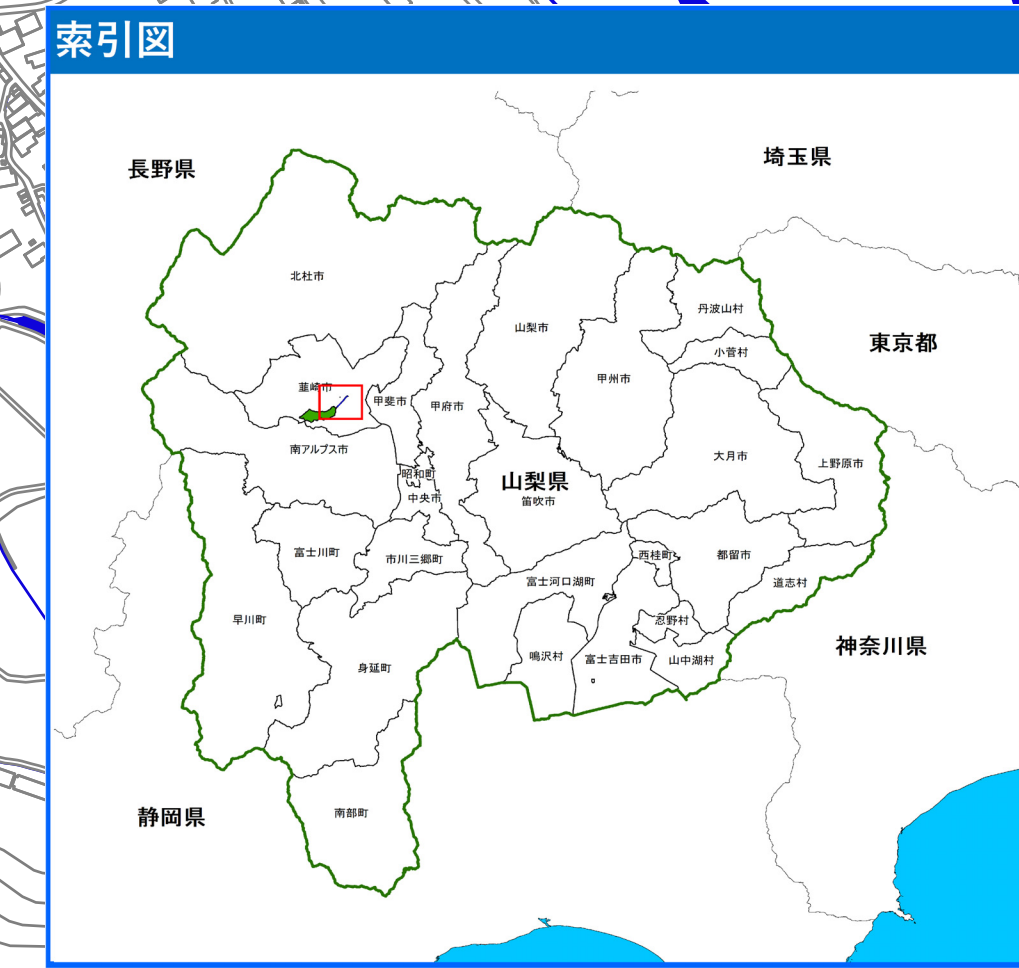 索引図
長野県
埼玉県
北杜市
丹波山村
山梨市
東京都
小菅村
甲州市
韮崎市
甲斐市
甲府市
南アルプス市
大月市
上野原市
昭和町
山梨県
中央市
笛吹市
富士川町
市川三郷町
西桂町
都留市
富士河口湖町
道志村
早川町
忍野村
神奈川県
鳴沢村
富士吉田市
山中湖村
身延町
静岡県
南部町